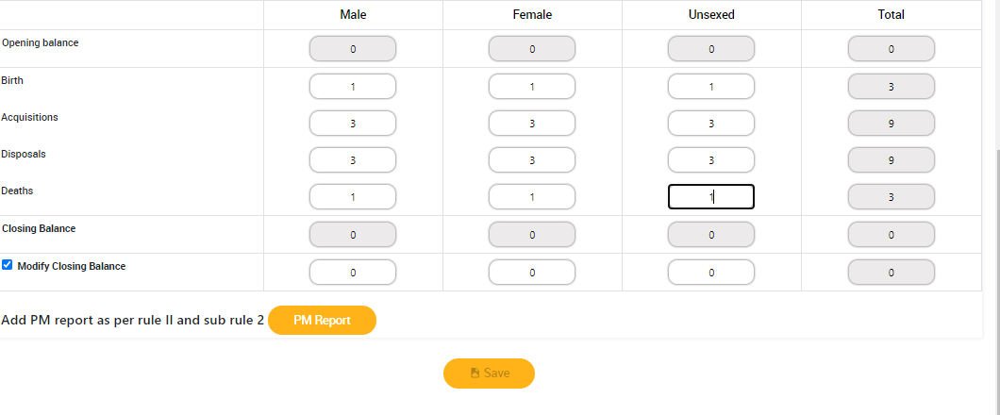 Male Female Unsexed Total
Opening balance 0 0 0 0
Birth 1 1 1 3
Acquisitions 3 3 3 9
Disposals 3 3 3 9
Deaths 1 1 1 3
Closing Balance 0 0 0 0
Modify Closing Balance 0 0 0 0
Add PM report as per rule II and sub rule 2 PM Report
Save